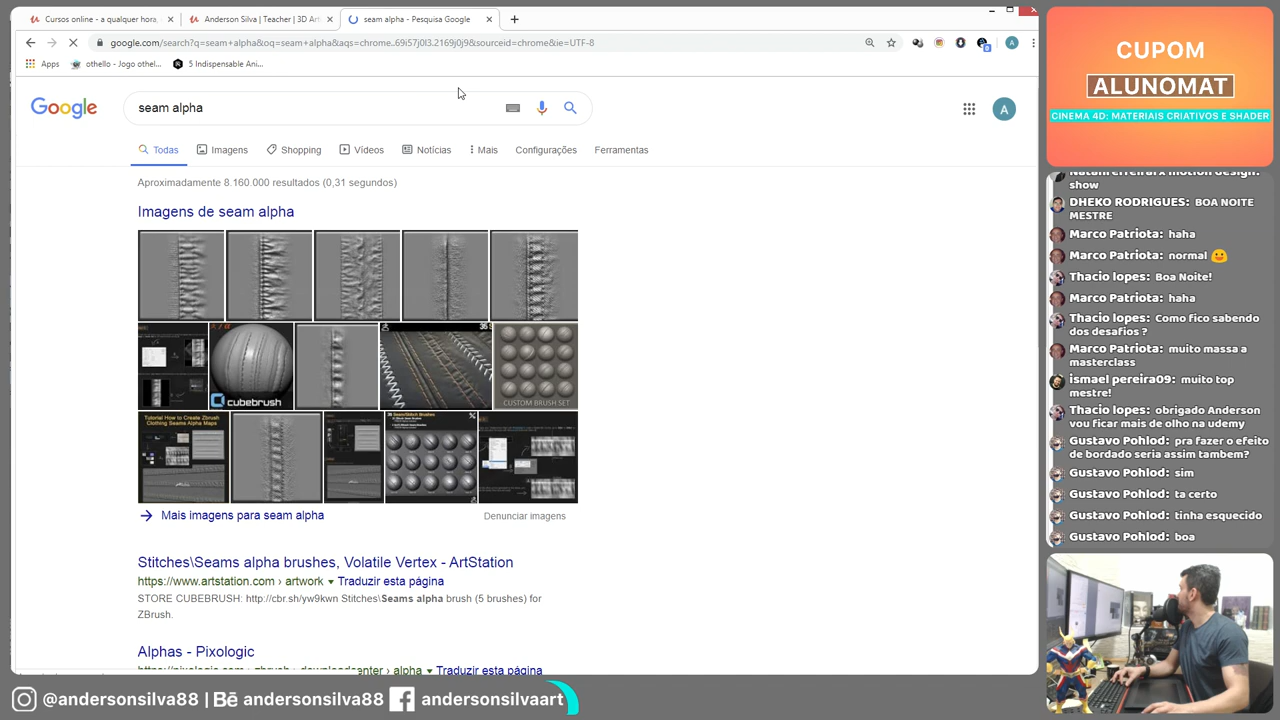 Cursos online - a qualquer hora,
Anderson Silva | Teacher | 3D Art
seam alpha - Pesquisa Google
google.com/search?q=seam+alpha&oq=seam+alpha&aqs=chrome..69i57j0l3.2169j0j9&sourceid=chrome&ie=UTF-8
Apps
othello - Jogo othel...
5 Indispensable Ani...
Google
seam alpha
A
Todas
Imagens
Shopping
Vídeos
Notícias
Mais
Configurações
Ferramentas
Aproximadamente 8.160.000 resultados (0,31 segundos)
Imagens de seam alpha
cubebrush
CUSTOM BRUSH SET
Tutorial How to Create Zbrush
Clothing Seams Alpha Maps
Mais imagens para seam alpha
Denunciar imagens
Stitches\Seams alpha brushes, Volatile Vertex - ArtStation
https://www.artstation.com › artwork ▾ Traduzir esta página
STORE CUBEBRUSH: http://cbr.sh/yw9kwn Stitches\Seams alpha brush (5 brushes) for
ZBrush.
Alphas - Pixologic
Traduzir esta página
CUPOM
ALUNOMAT
CINEMA 4D: MATERIAIS CRIATIVOS E SHADER
show
DHEKO RODRIGUES: BOA NOITE
MESTRE
Marco Patriota: haha
Marco Patriota: normal
Thacio lopes: Boa Noite!
Marco Patriota: haha
Thacio lopes: Como fico sabendo
dos desafios ?
Marco Patriota: muito massa a
masterclass
ismael pereira09: muito top
mestre!
Thacio lopes: obrigado Anderson
vou ficar mais de olho na udemy
Gustavo Pohlod: pra fazer o efeito
de bordado seria assim tambem?
Gustavo Pohlod: sim
Gustavo Pohlod: ta certo
Gustavo Pohlod: tinha esquecido
Gustavo Pohlod: boa
@andersonsilva88 | Bē andersonsilva88 f andersonsilvaart